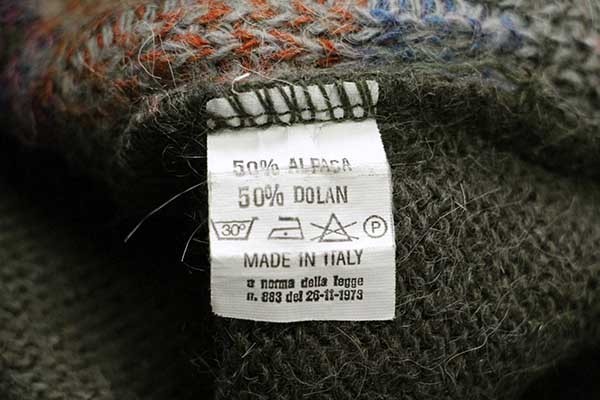 50% ALPACA
50% DOLAN
30° P
MADE IN ITALY
a norma della legge
n. 883 del 26-11-1973